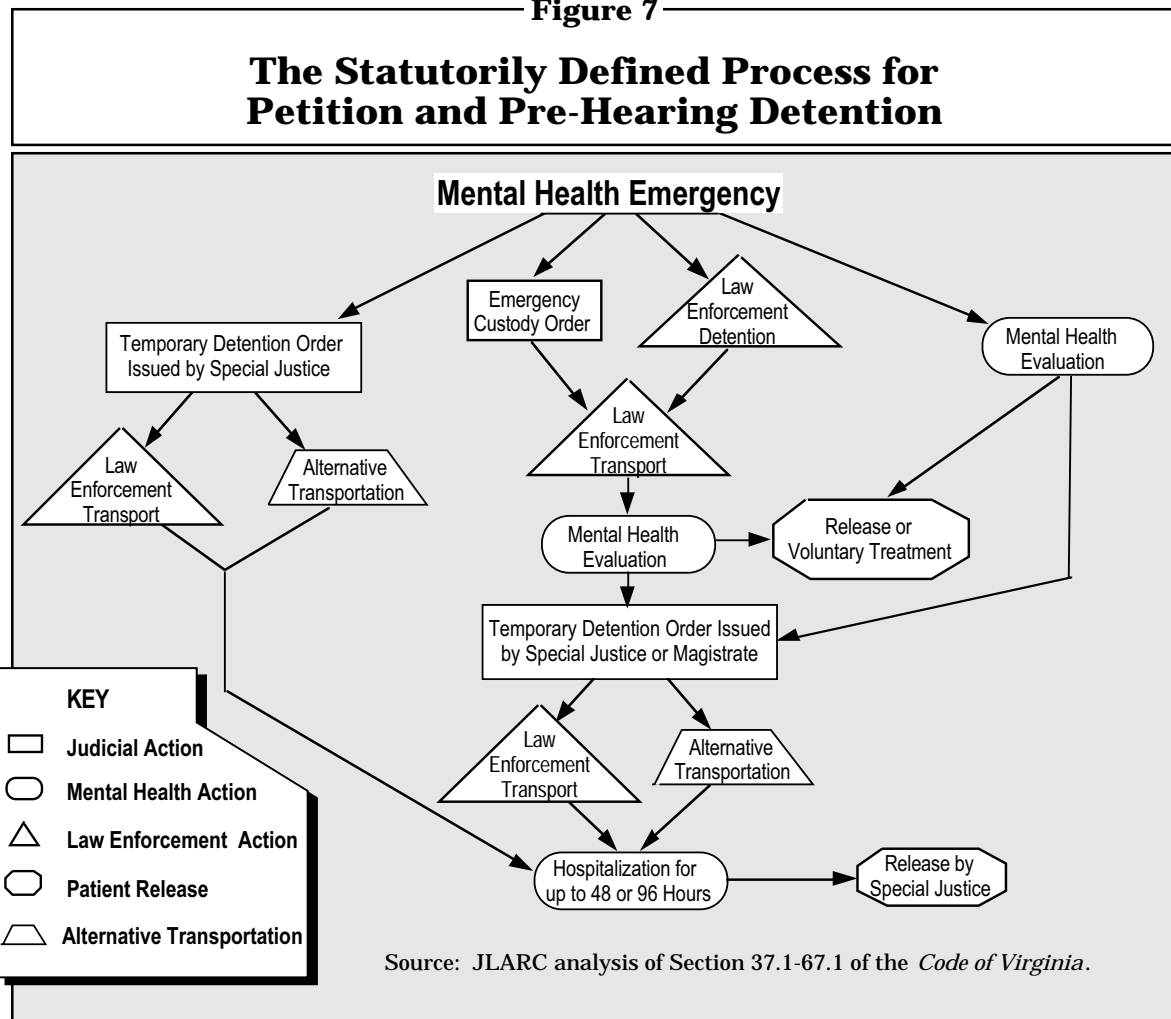 Figure 7
The Statutorily Defined Process for
Petition and Pre-Hearing Detention
Mental Health Emergency
Temporary Detention Order
Issued by Special Justice
Emergency
Custody Order
Law
Enforcement
Detention
Mental Health
Evaluation
Law
Enforcement
Transport
Alternative
Transportation
Law
Enforcement
Transport
Mental Health
Evaluation
Release or
Voluntary Treatment
Temporary Detention Order Issued
by Special Justice or Magistrate
Law
Enforcement
Transport
Alternative
Transportation
Hospitalization for
up to 48 or 96 Hours
Release by
Special Justice
KEY
Judicial Action
Mental Health Action
Law Enforcement Action
Patient Release
Alternative Transportation
Source: JLARC analysis of Section 37.1-67.1 of the Code of Virginia.